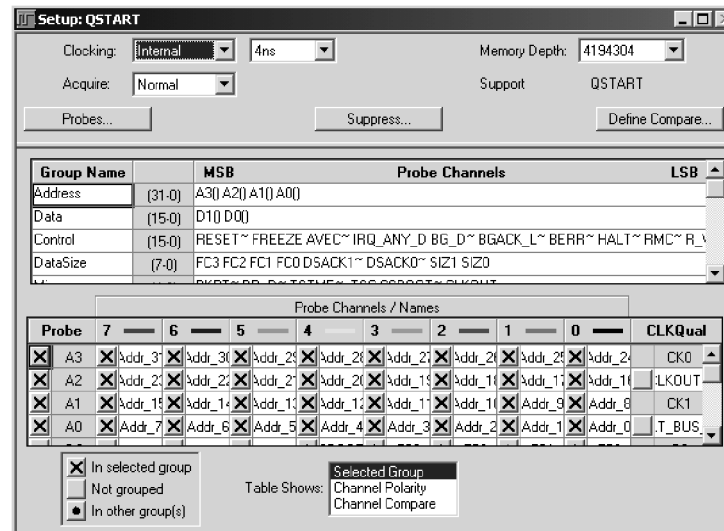 Setup: QSTART
Clocking: Internal 4ns Memory Depth: 4194304
Acquire: Normal Support QSTART
Probes... Suppress... Define Compare...
Group Name MSB Probe Channels LSB
Address (31-0) A3() A2() A1() A0()
Data (15-0) D1() D0()
Control (15-0) RESET~ FREEZE AVEC~ IRQ_ANY_D BG_D~ BGACK_L~ BERR~ HALT~ RMC~
DataSize (7-0) FC3 FC2 FC1 FC0 DSACK1~ DSACK0~ SIZ1 SIZ0
Probe Channels / Names
Probe 7 6 5 4 3 2 1 0 CLKQual
A3 CK0
A2
A1 Addr_9 Addr_8 CK1
A0 Addr_7 Addr_6 Addr_5 Addr_4 Addr_3 Addr_2 Addr_1 Addr_0
In selected group
Not grouped
In other group(s)
Table Shows: Selected Group
Channel Polarity
Channel Compare